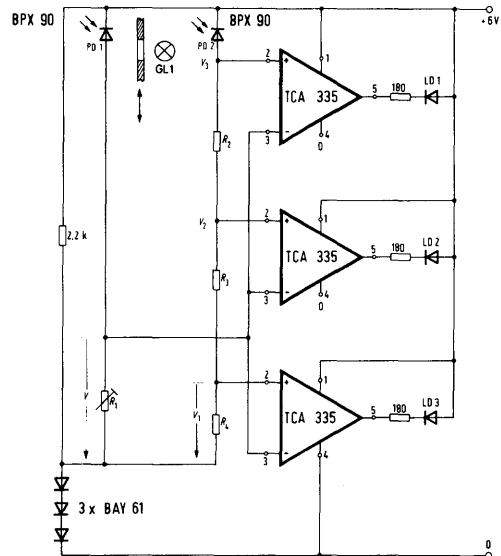 BPX 90 BPX 90 0
+6V
PD 1 GL1 PD 2
V3 2 + 1
TCA 335 5 180 LD 1
- 3 4 0
R2
V2 2 + 1
2,2 k TCA 335 5 180 LD 2
R3
- 3 4 0
2 + 1
V R1 V1 R4 TCA 335 5 180 LD 3
- 3 4
3 x BAY 61
0